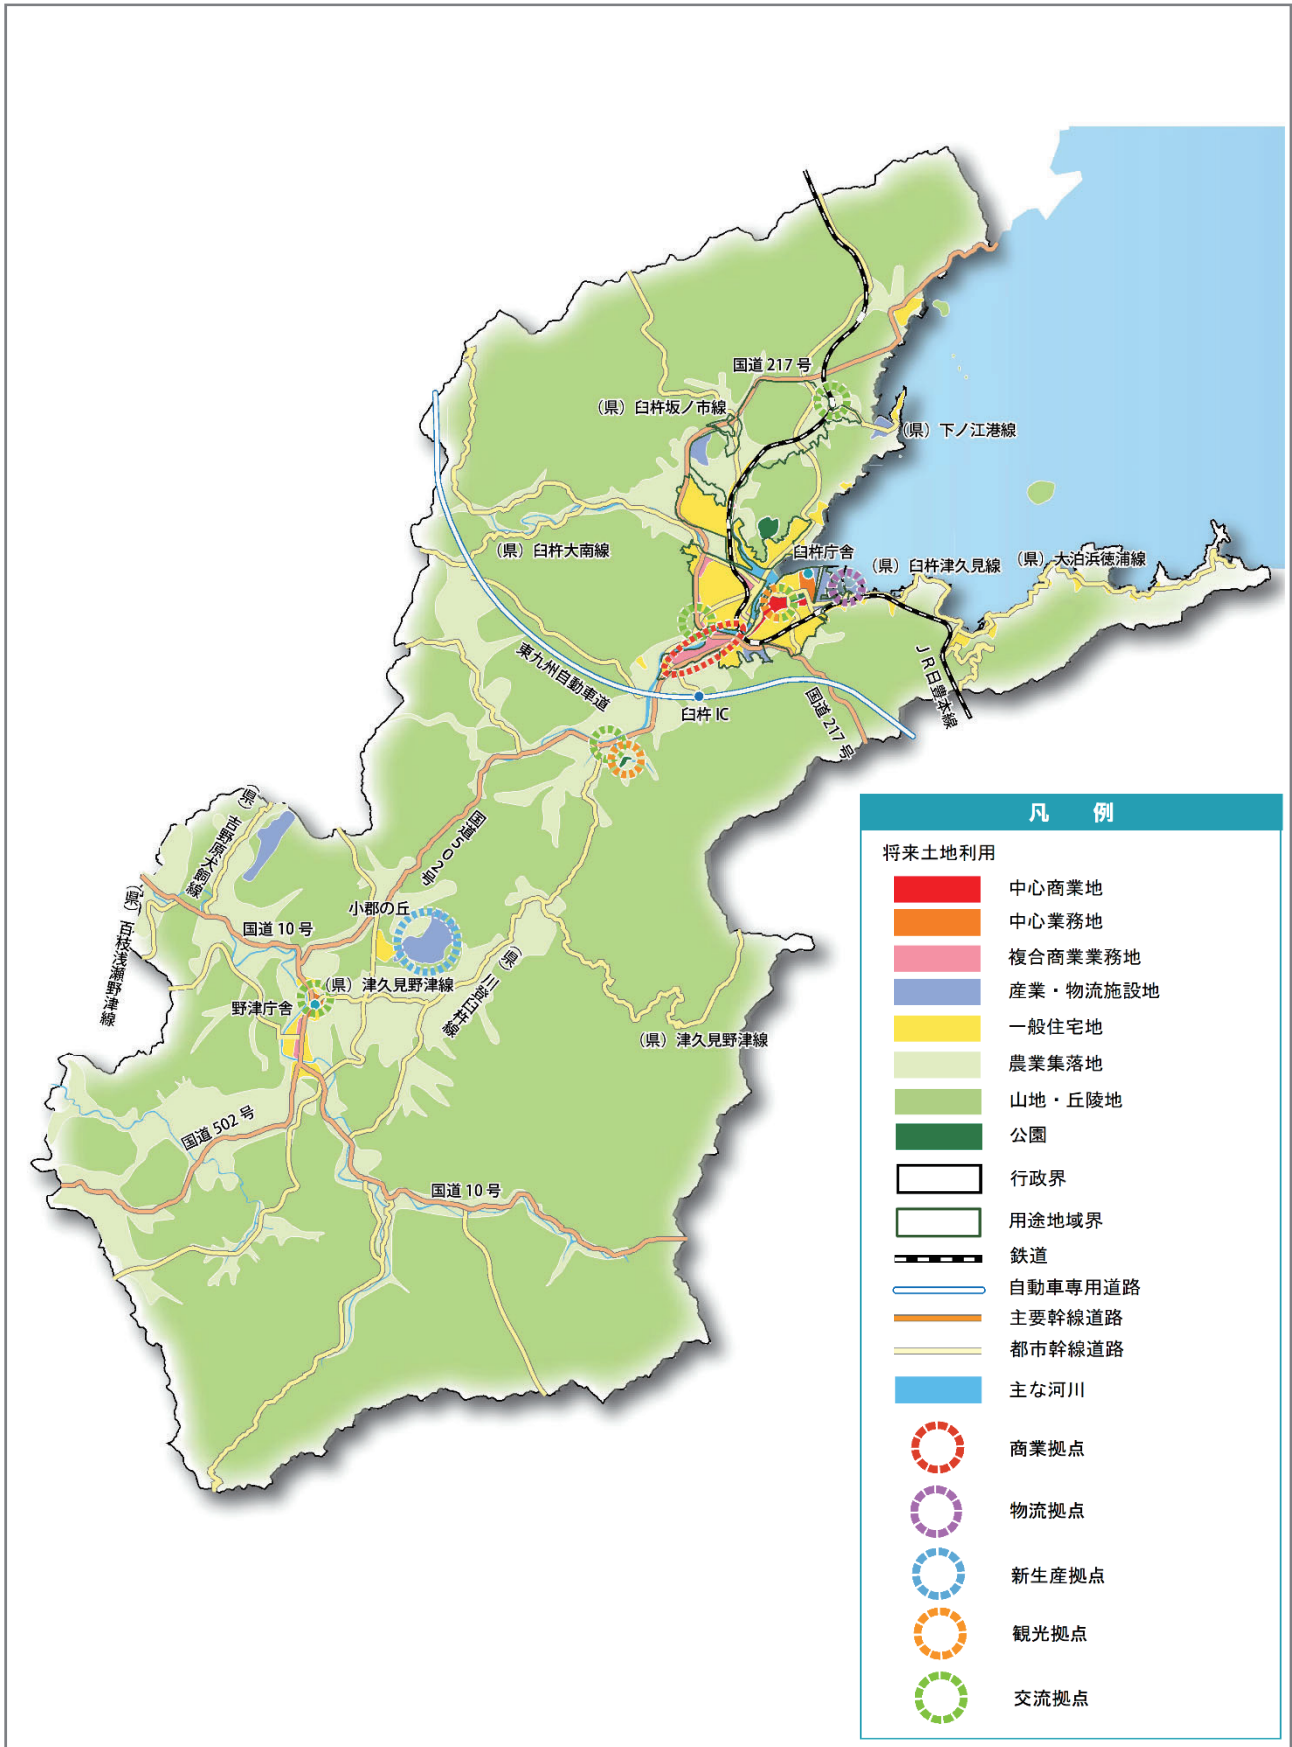 国道 217 号
（県）臼杵坂ノ市線
（県）下ノ江港線
（県）臼杵大南線
臼杵庁舎
（県）臼杵津久見線
（県）大泊浜徳浦線
東九州自動車道
臼杵 IC
国道 217 号
ＪＲ日豊本線
（県）吉野原犬飼線
（県）百枝浅瀬野津線
国道５０２号
小郡の丘
国道 10 号
（県）津久見野津線
野津庁舎
（県）川登臼杵線
（県）津久見野津線
国道 502 号
国道 10 号
凡　例
将来土地利用
中心商業地
中心業務地
複合商業業務地
産業・物流施設地
一般住宅地
農業集落地
山地・丘陵地
公園
行政界
用途地域界
鉄道
自動車専用道路
主要幹線道路
都市幹線道路
主な河川
商業拠点
物流拠点
新生産拠点
観光拠点
交流拠点